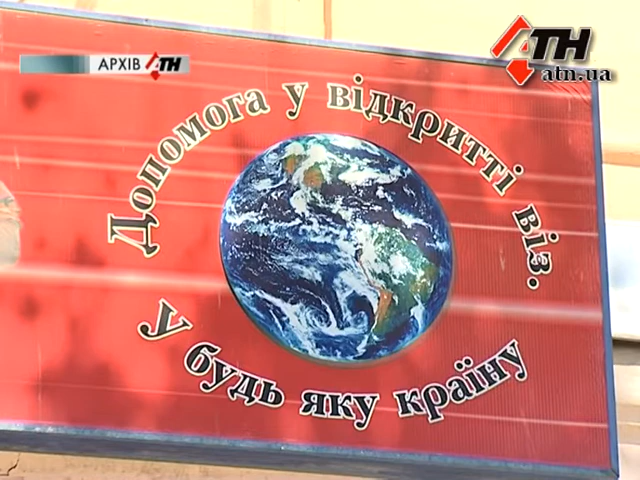 АРХІВ АТН
АТН
atn.ua
Допомога у відкритті віз.
У будь яку країну